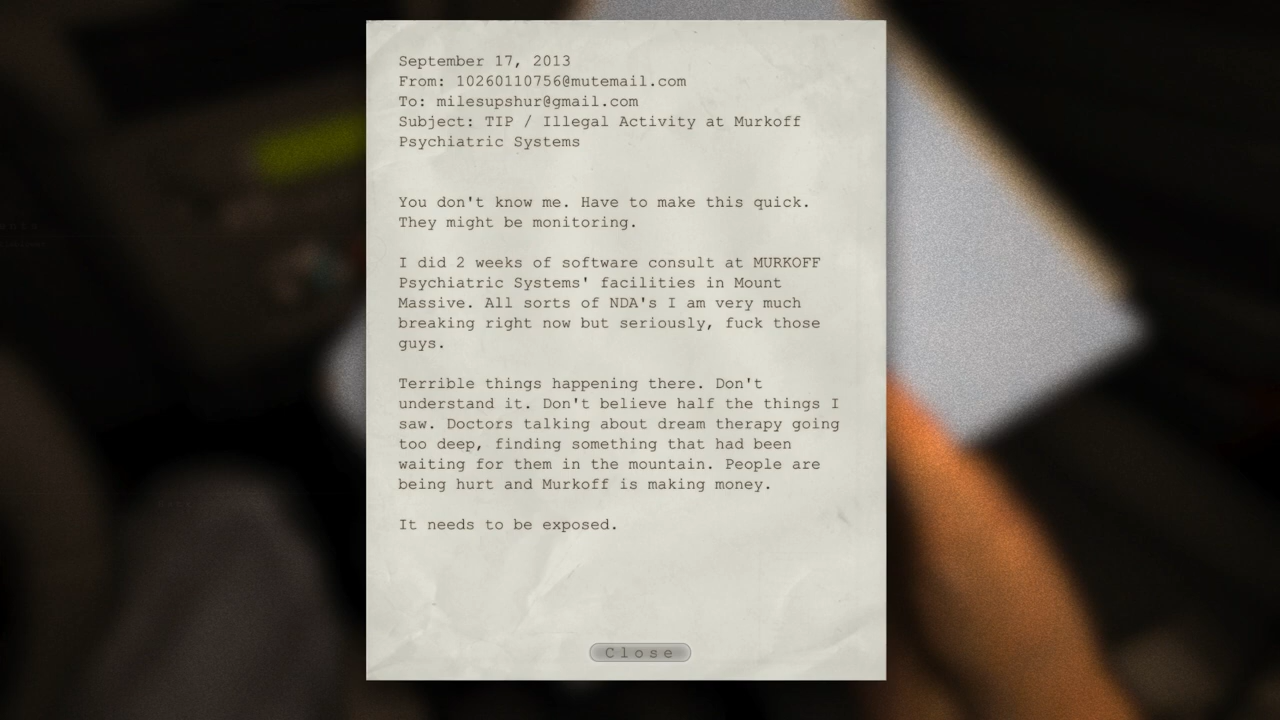 September 17, 2013
From: 10260110756@mutemail.com
To: milesupshur@gmail.com
Subject: TIP / Illegal Activity at Murkoff
Psychiatric Systems
You don't know me. Have to make this quick.
They might be monitoring.
I did 2 weeks of software consult at MURKOFF
Psychiatric Systems' facilities in Mount
Massive. All sorts of NDA's I am very much
breaking right now but seriously, fuck those
guys.
Terrible things happening there. Don't
understand it. Don't believe half the things I
saw. Doctors talking about dream therapy going
too deep, finding something that had been
waiting for them in the mountain. People are
being hurt and Murkoff is making money.
It needs to be exposed.
Close